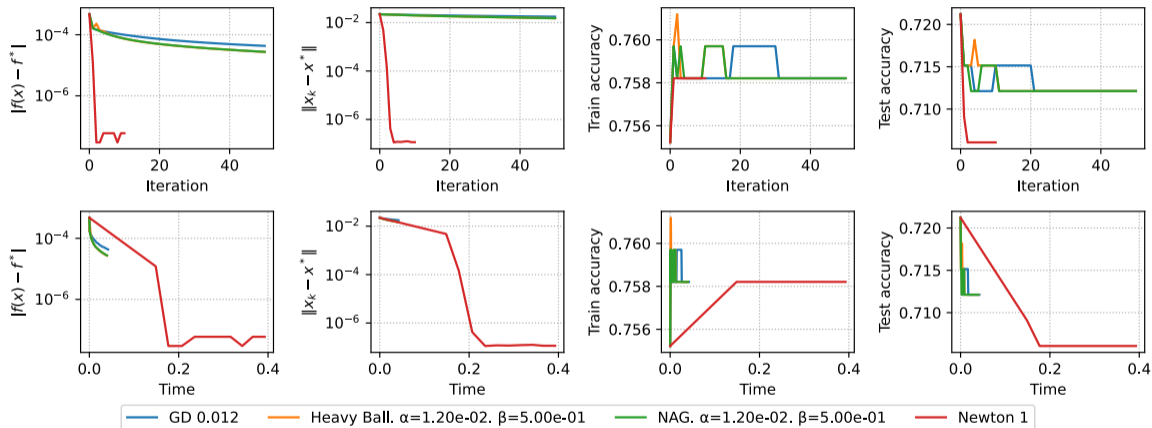 |f(x) − f*|
10⁻⁴
10⁻⁶
0 20 40
Iteration
‖x_k − x*‖
10⁻²
10⁻⁴
10⁻⁶
0 20 40
Iteration
Train accuracy
0.760
0.758
0.756
0 20 40
Iteration
Test accuracy
0.720
0.715
0.710
0 20 40
Iteration
|f(x) − f*|
10⁻⁴
10⁻⁶
0.0 0.2 0.4
Time
‖x_k − x*‖
10⁻²
10⁻⁴
10⁻⁶
0.0 0.2 0.4
Time
Train accuracy
0.760
0.758
0.756
0.0 0.2 0.4
Time
Test accuracy
0.720
0.715
0.710
0.0 0.2 0.4
Time
GD 0.012 Heavy Ball. α=1.20e-02. β=5.00e-01 NAG. α=1.20e-02. β=5.00e-01 Newton 1